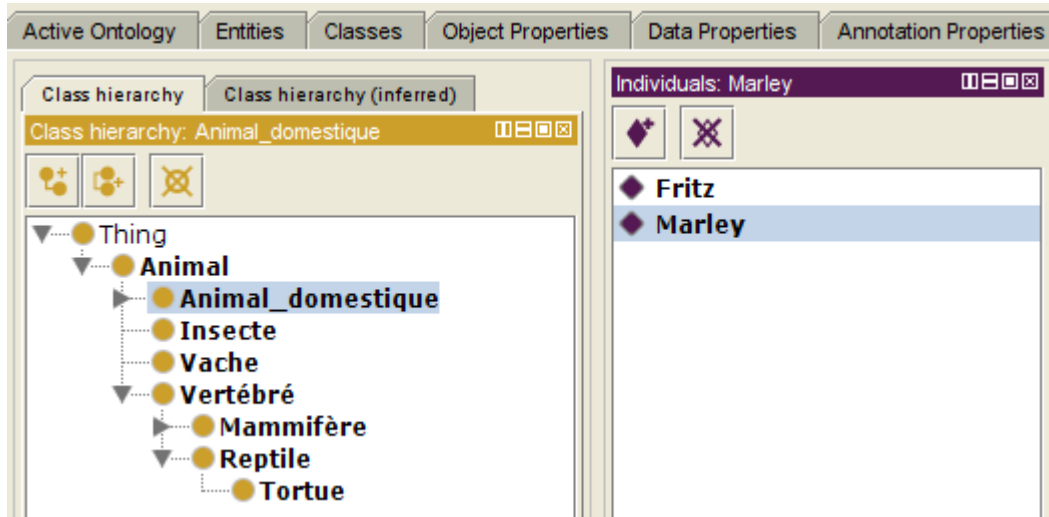 Active Ontology Entities Classes Object Properties Data Properties Annotation Properties
Class hierarchy Class hierarchy (inferred)
Class hierarchy: Animal_domestique
Thing
Animal
Animal_domestique
Insecte
Vache
Vertébré
Mammifère
Reptile
Tortue
Individuals: Marley
Fritz
Marley